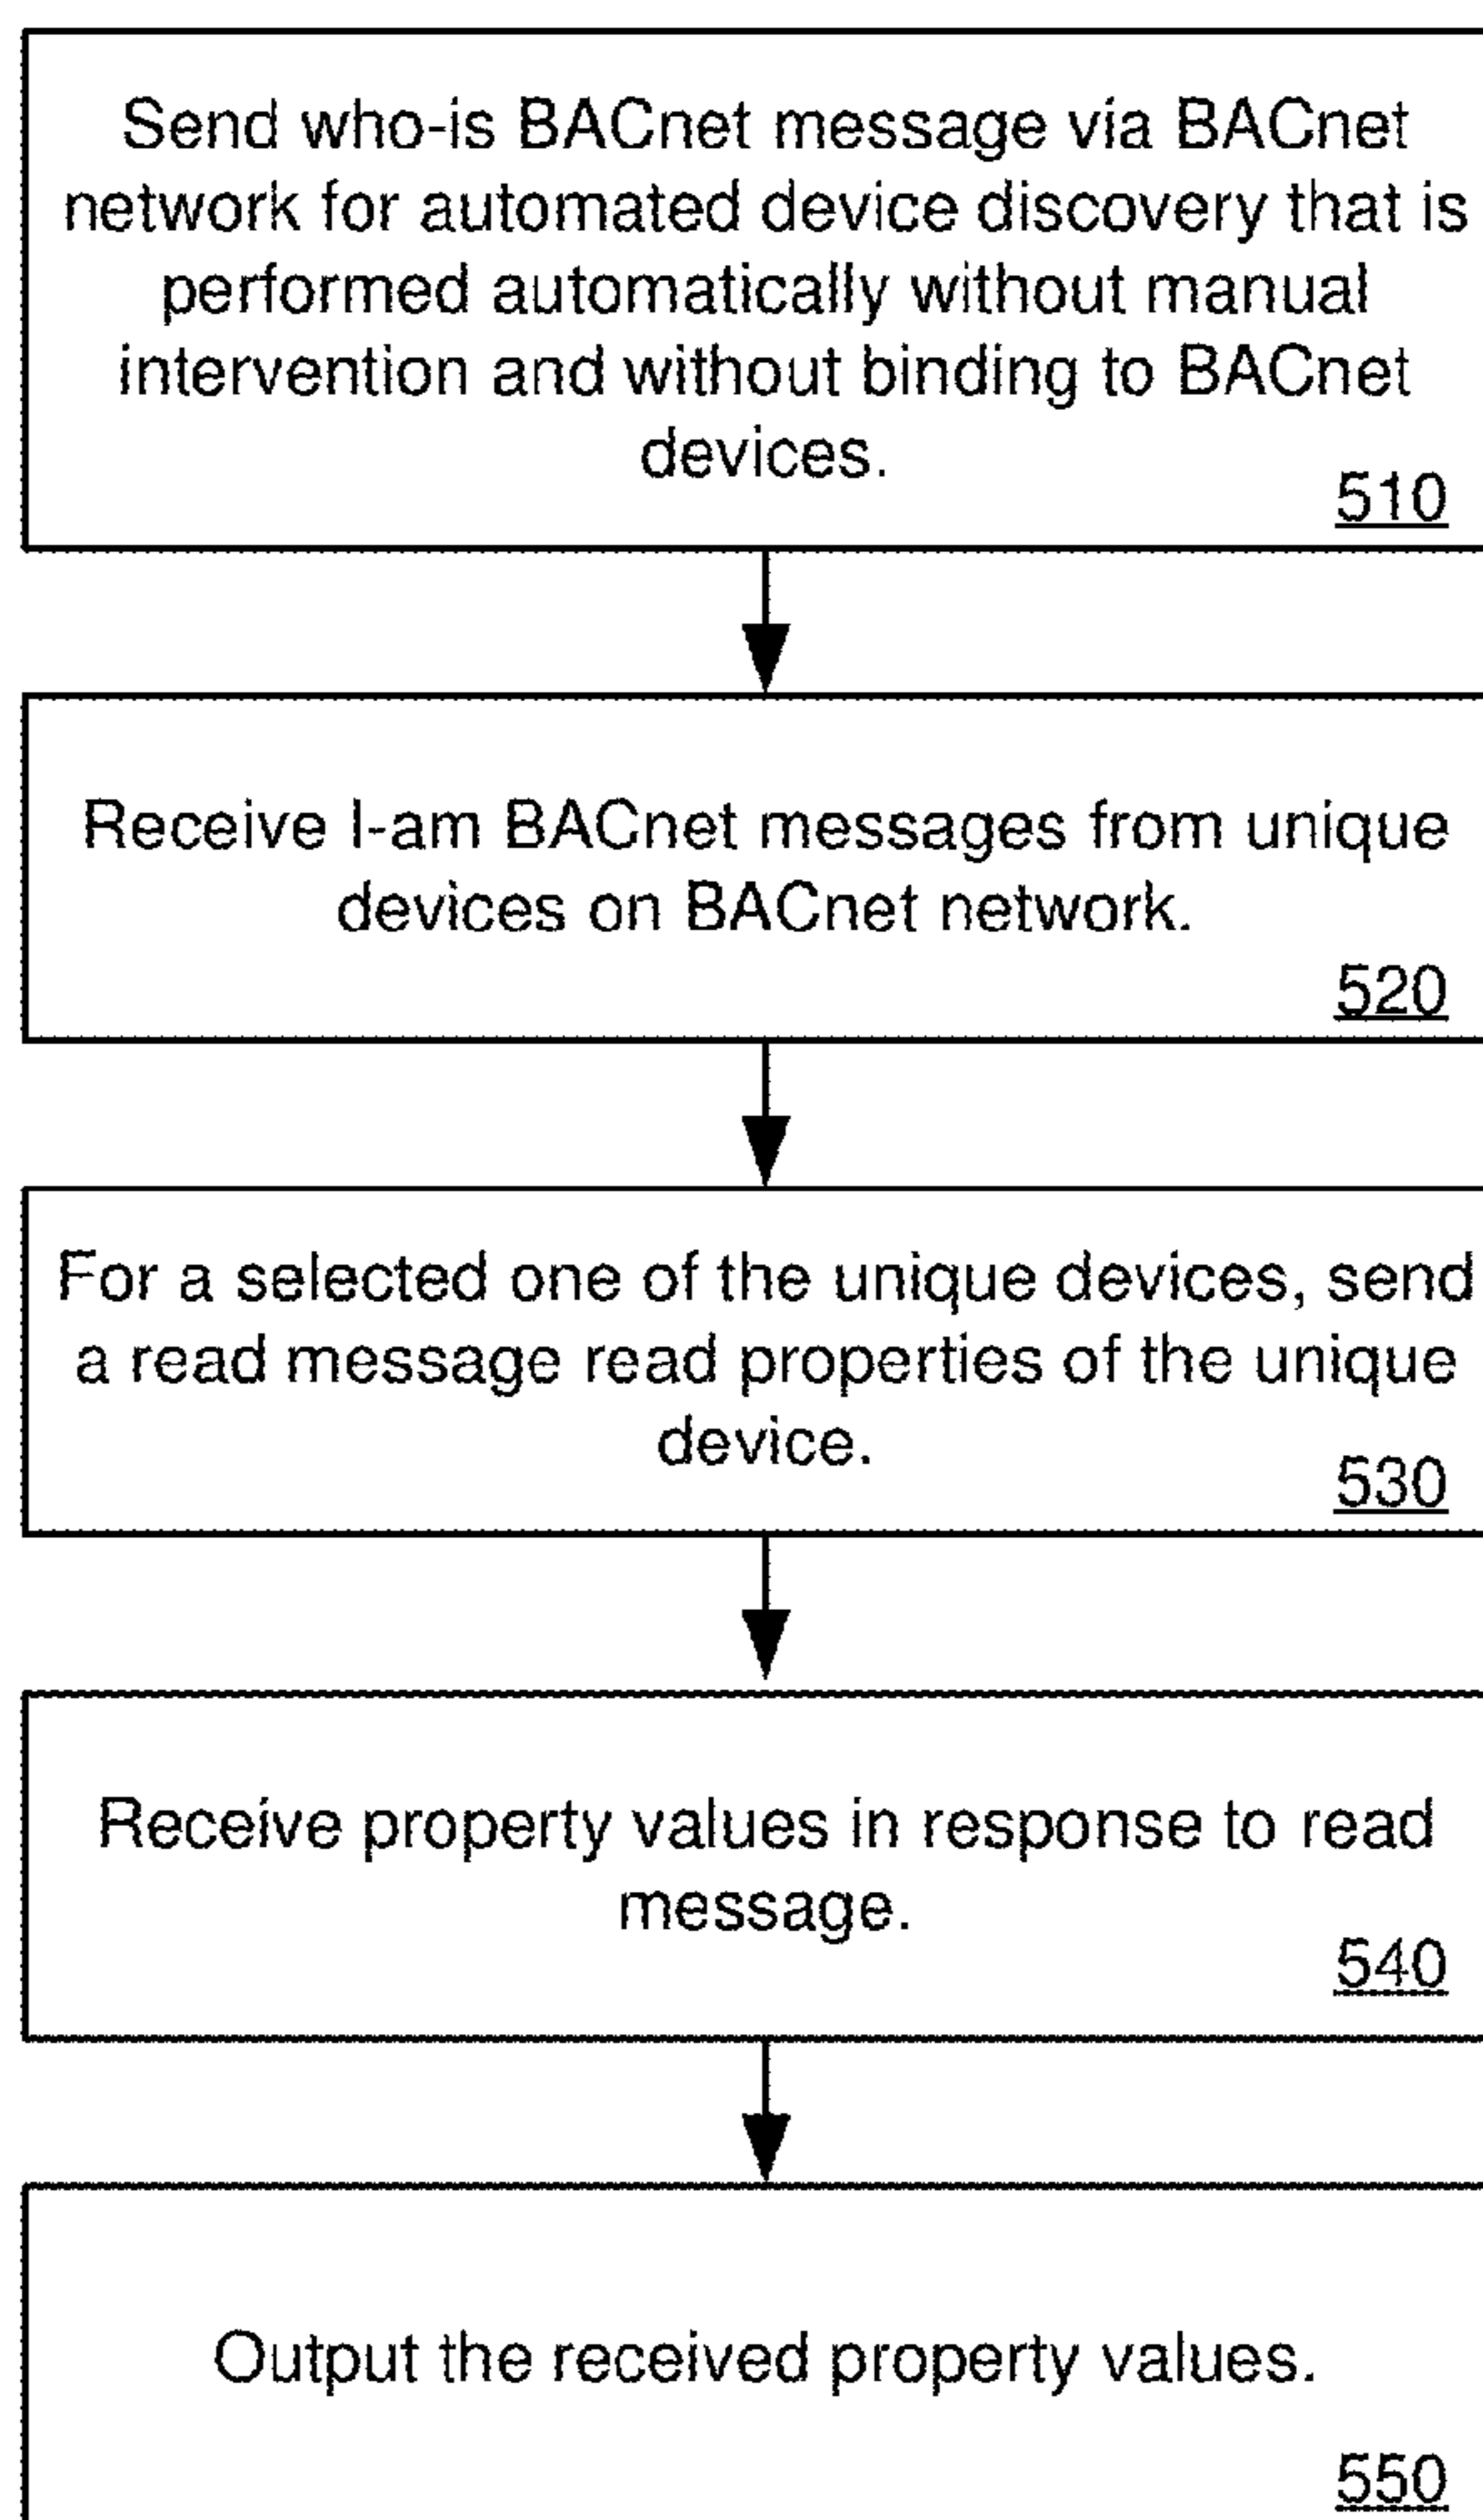 Send who-is BACnet message via BACnet
network for automated device discovery that is
performed automatically without manual
intervention and without binding to BACnet
devices.
510
Receive I-am BACnet messages from unique
devices on BACnet network.
520
For a selected one of the unique devices, send
a read message read properties of the unique
device.
530
Receive property values in response to read
message.
540
Output the received property values.
550